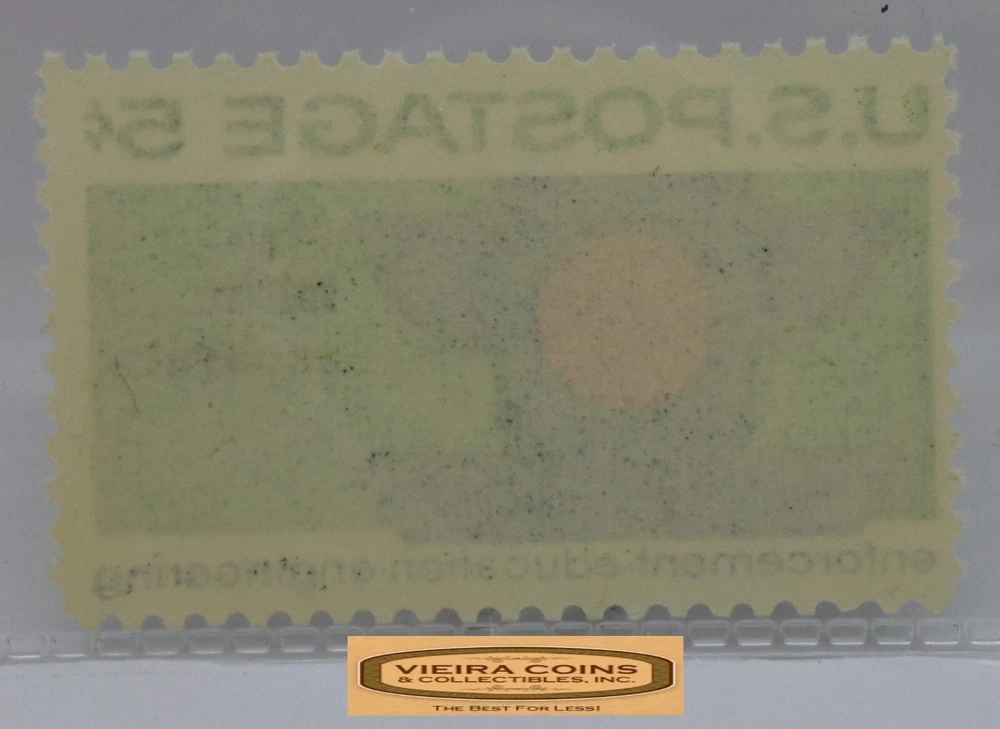 U.S. POSTAGE 5¢
enforcement·education·engineering
VIEIRA COINS
& COLLECTIBLES, INC.
THE BEST FOR LESS!